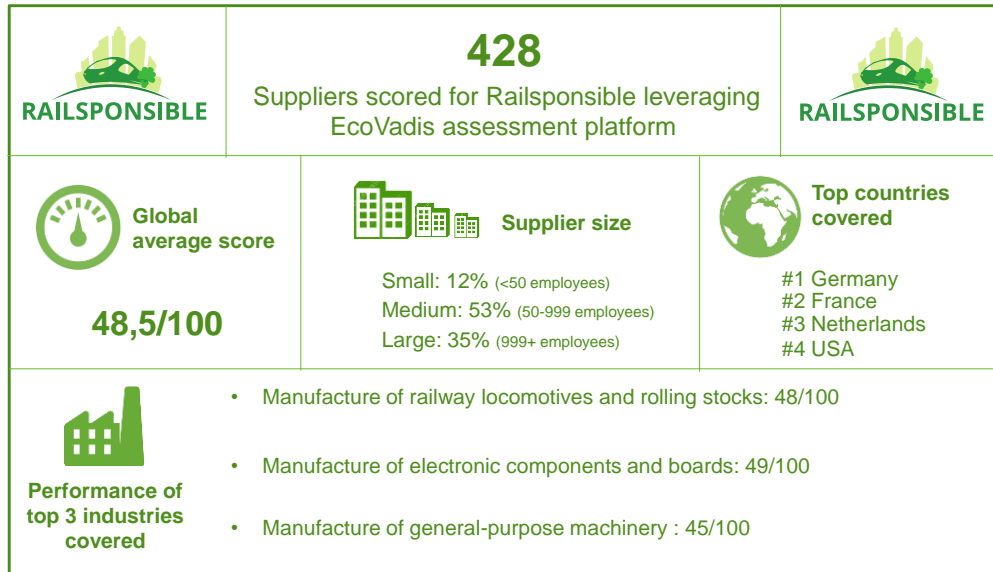 RAILSPONSIBLE
428
Suppliers scored for Railsponsible leveraging
EcoVadis assessment platform
RAILSPONSIBLE
Global
average score
48,5/100
Supplier size
Small: 12% (<50 employees)
Medium: 53% (50-999 employees)
Large: 35% (999+ employees)
Top countries
covered
#1 Germany
#2 France
#3 Netherlands
#4 USA
Performance of
top 3 industries
covered
• Manufacture of railway locomotives and rolling stocks: 48/100
• Manufacture of electronic components and boards: 49/100
• Manufacture of general-purpose machinery : 45/100